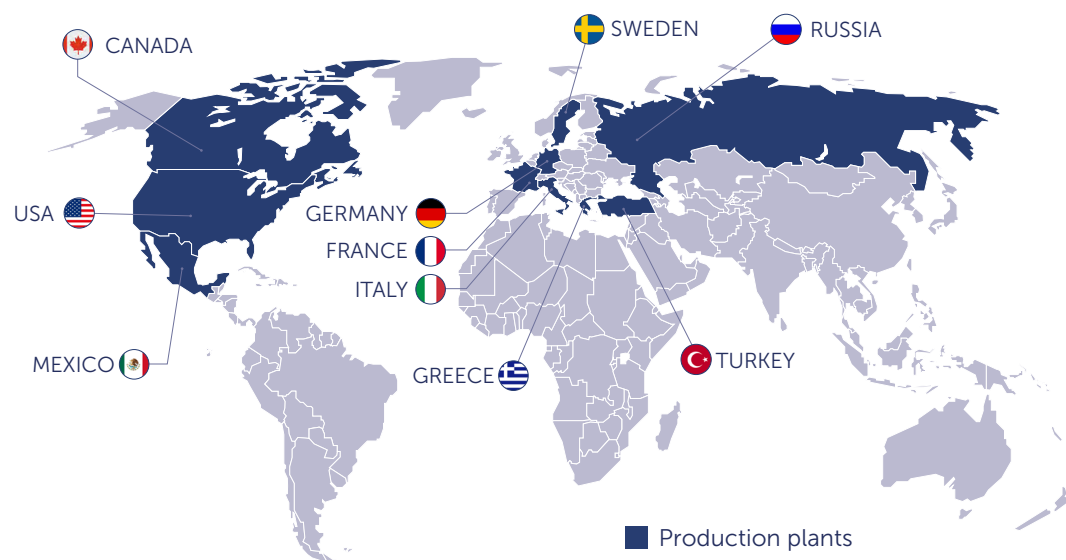 SWEDEN
RUSSIA
CANADA
USA
GERMANY
FRANCE
ITALY
MEXICO
GREECE
TURKEY
Production plants